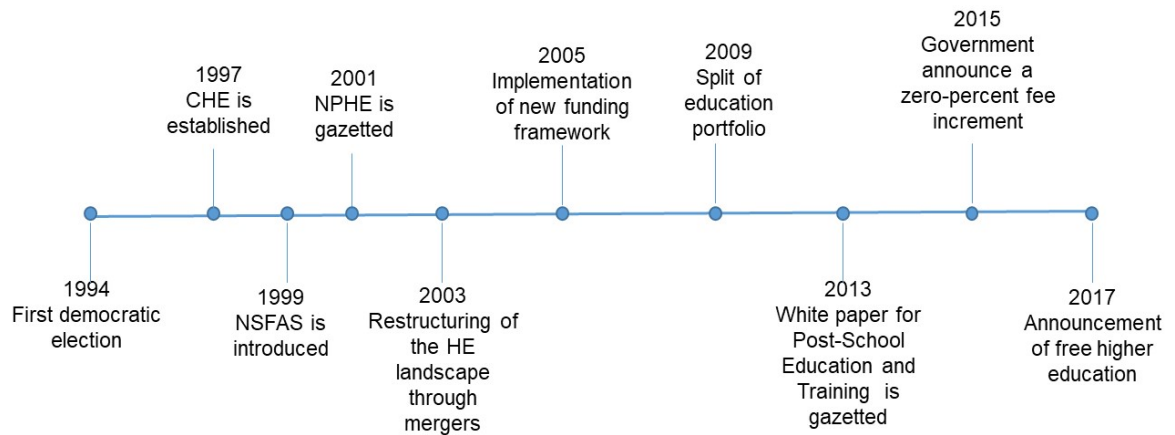 1994
First democratic
election
1997
CHE is
established
1999
NSFAS is
introduced
2001
NPHE is
gazetted
2003
Restructuring of
the HE
landscape
through
mergers
2005
Implementation
of new funding
framework
2009
Split of
education
portfolio
2013
White paper for
Post-School
Education and
Training is
gazetted
2015
Government
announce a
zero-percent fee
increment
2017
Announcement
of free higher
education